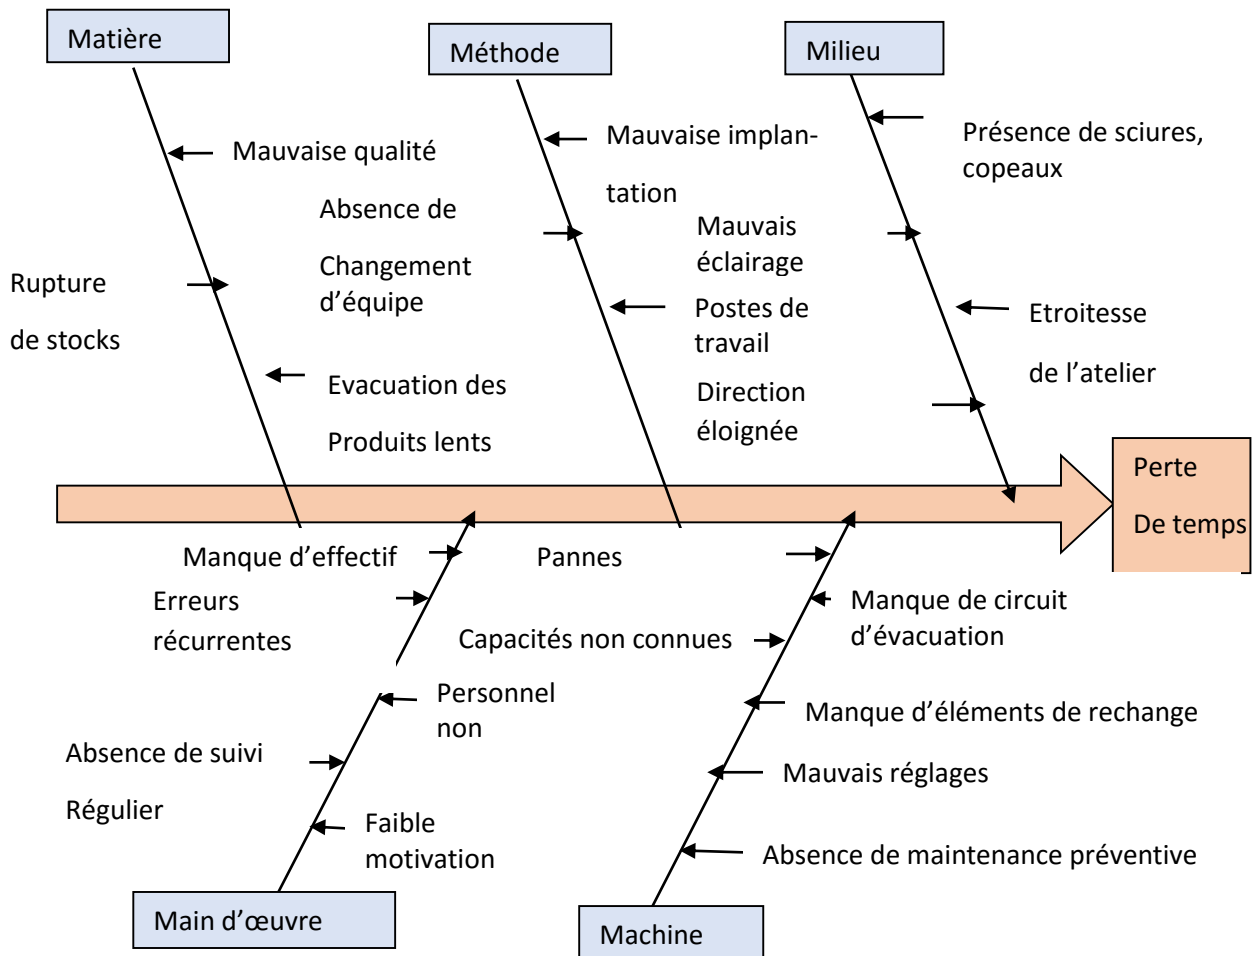 Matière
Méthode
Milieu
Mauvaise qualité
Mauvaise implan-
tation
Présence de sciures,
copeaux
Absence de
Changement
d’équipe
Mauvais
éclairage
Rupture
de stocks
Postes de
travail
Etroitesse
de l’atelier
Evacuation des
Produits lents
Direction
éloignée
Perte
De temps
Manque d’effectif
Pannes
Erreurs
récurrentes
Manque de circuit
d’évacuation
Capacités non connues
Personnel
non
Manque d’éléments de rechange
Absence de suivi
Régulier
Mauvais réglages
Faible
motivation
Absence de maintenance préventive
Main d’œuvre
Machine